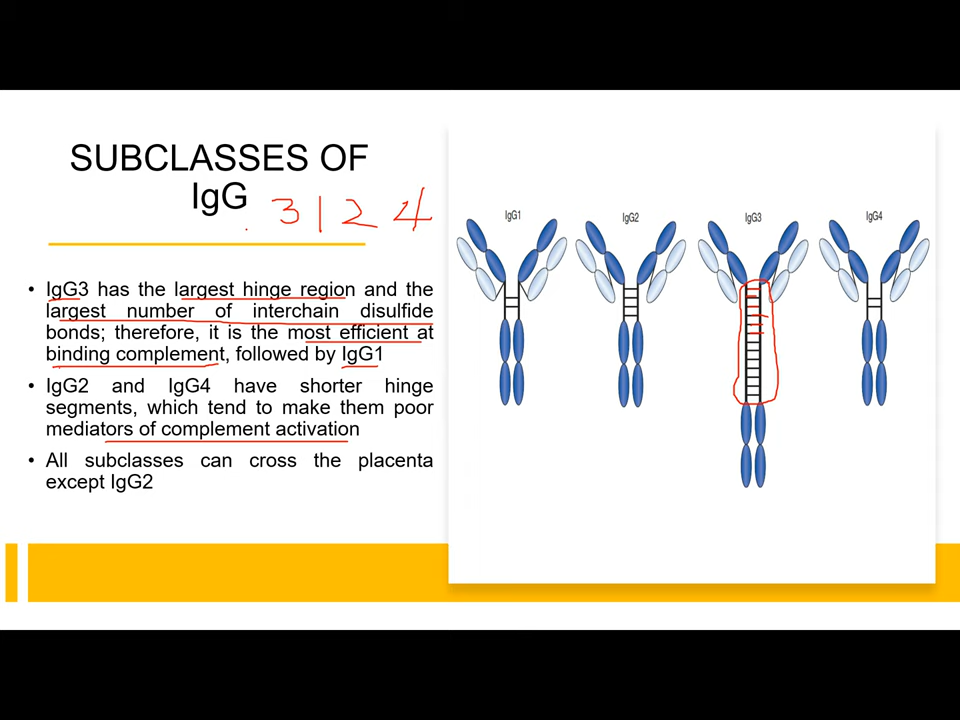 SUBCLASSES OF
IgG
3 1 2 4
• IgG3 has the largest hinge region and the
largest number of interchain disulfide
bonds; therefore, it is the most efficient at
binding complement, followed by IgG1
• IgG2 and IgG4 have shorter hinge
segments, which tend to make them poor
mediators of complement activation
• All subclasses can cross the placenta
except IgG2
IgG1
IgG2
IgG3
IgG4